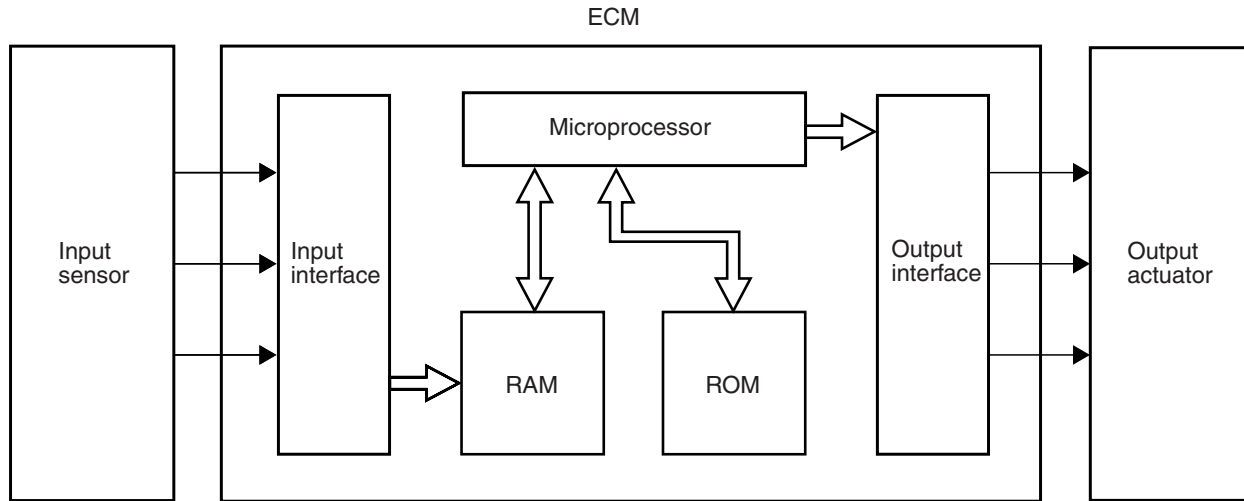 ECM
Input
sensor
Input
interface
Microprocessor
RAM
ROM
Output
interface
Output
actuator